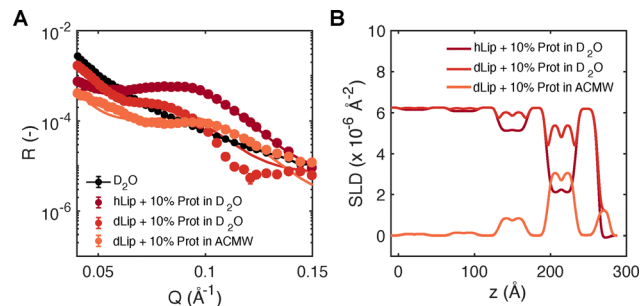 A
10⁻²
10⁻⁴
10⁻⁶
R (-)
D₂O
hLip + 10% Prot in D₂O
dLip + 10% Prot in D₂O
dLip + 10% Prot in ACMW
0.05
0.1
0.15
Q (Å⁻¹)
B
10
8
6
4
2
0
SLD (x 10⁻⁶ Å⁻²)
hLip + 10% Prot in D₂O
dLip + 10% Prot in D₂O
dLip + 10% Prot in ACMW
0
100
200
300
z (Å)